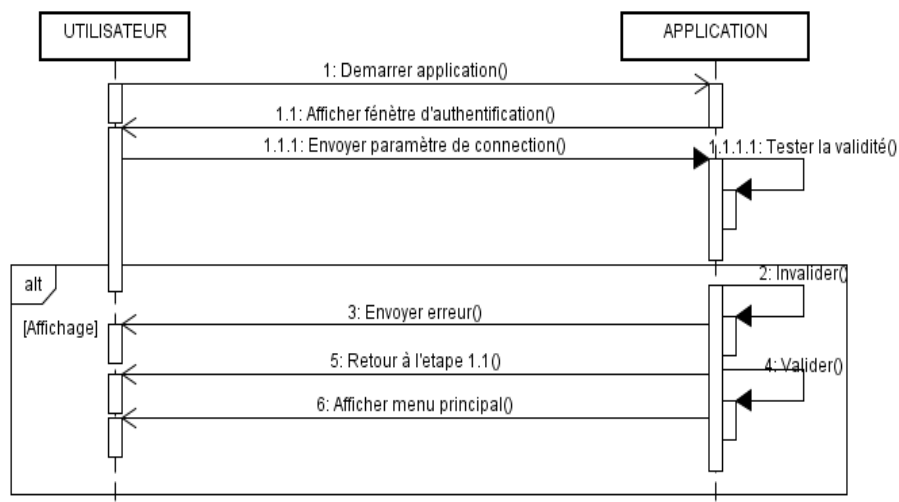 UTILISATEUR
APPLICATION
1: Demarrer application()
1.1: Afficher fénètre d'authentification()
1.1.1: Envoyer paramètre de connection()
1.1.1.1: Tester la validité()
alt
2: Invalider()
[Affichage]
3: Envoyer erreur()
5: Retour à l'etape 1.1()
4: Valider()
6: Afficher menu principal()